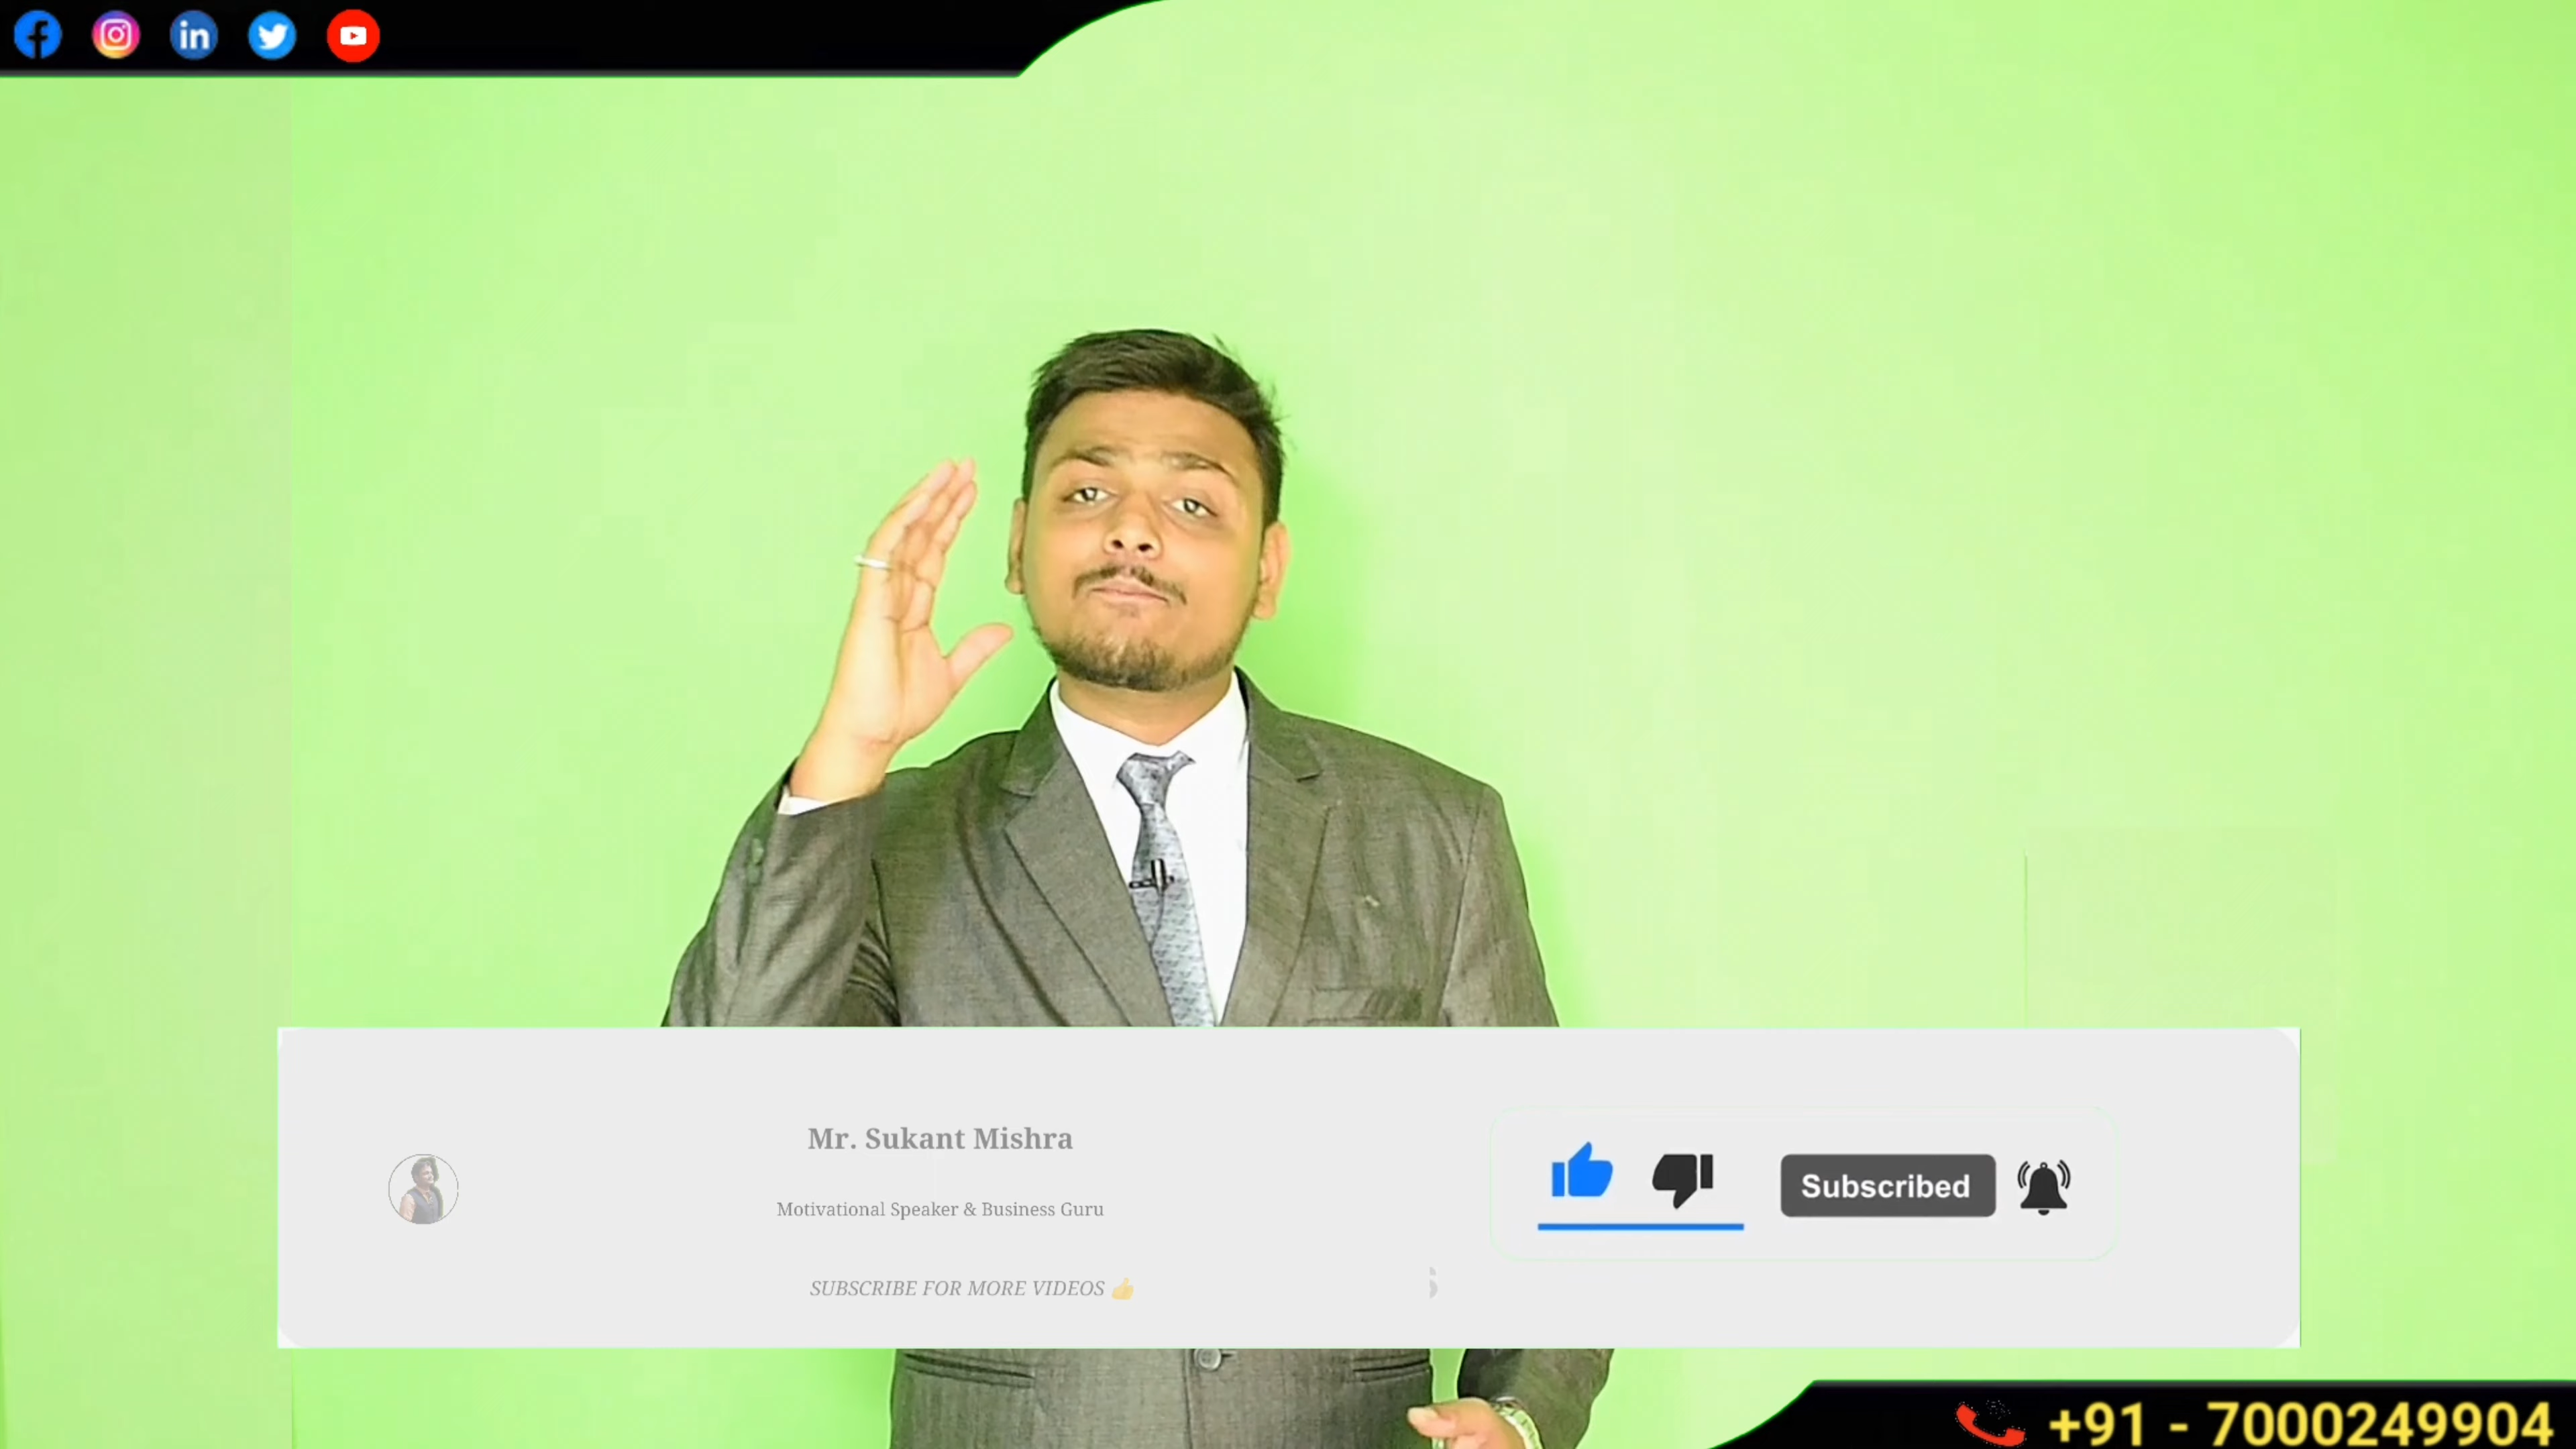 Mr. Sukant Mishra
Motivational Speaker & Business Guru
SUBSCRIBE FOR MORE VIDEOS 👍
Subscribed
+91 - 7000249904